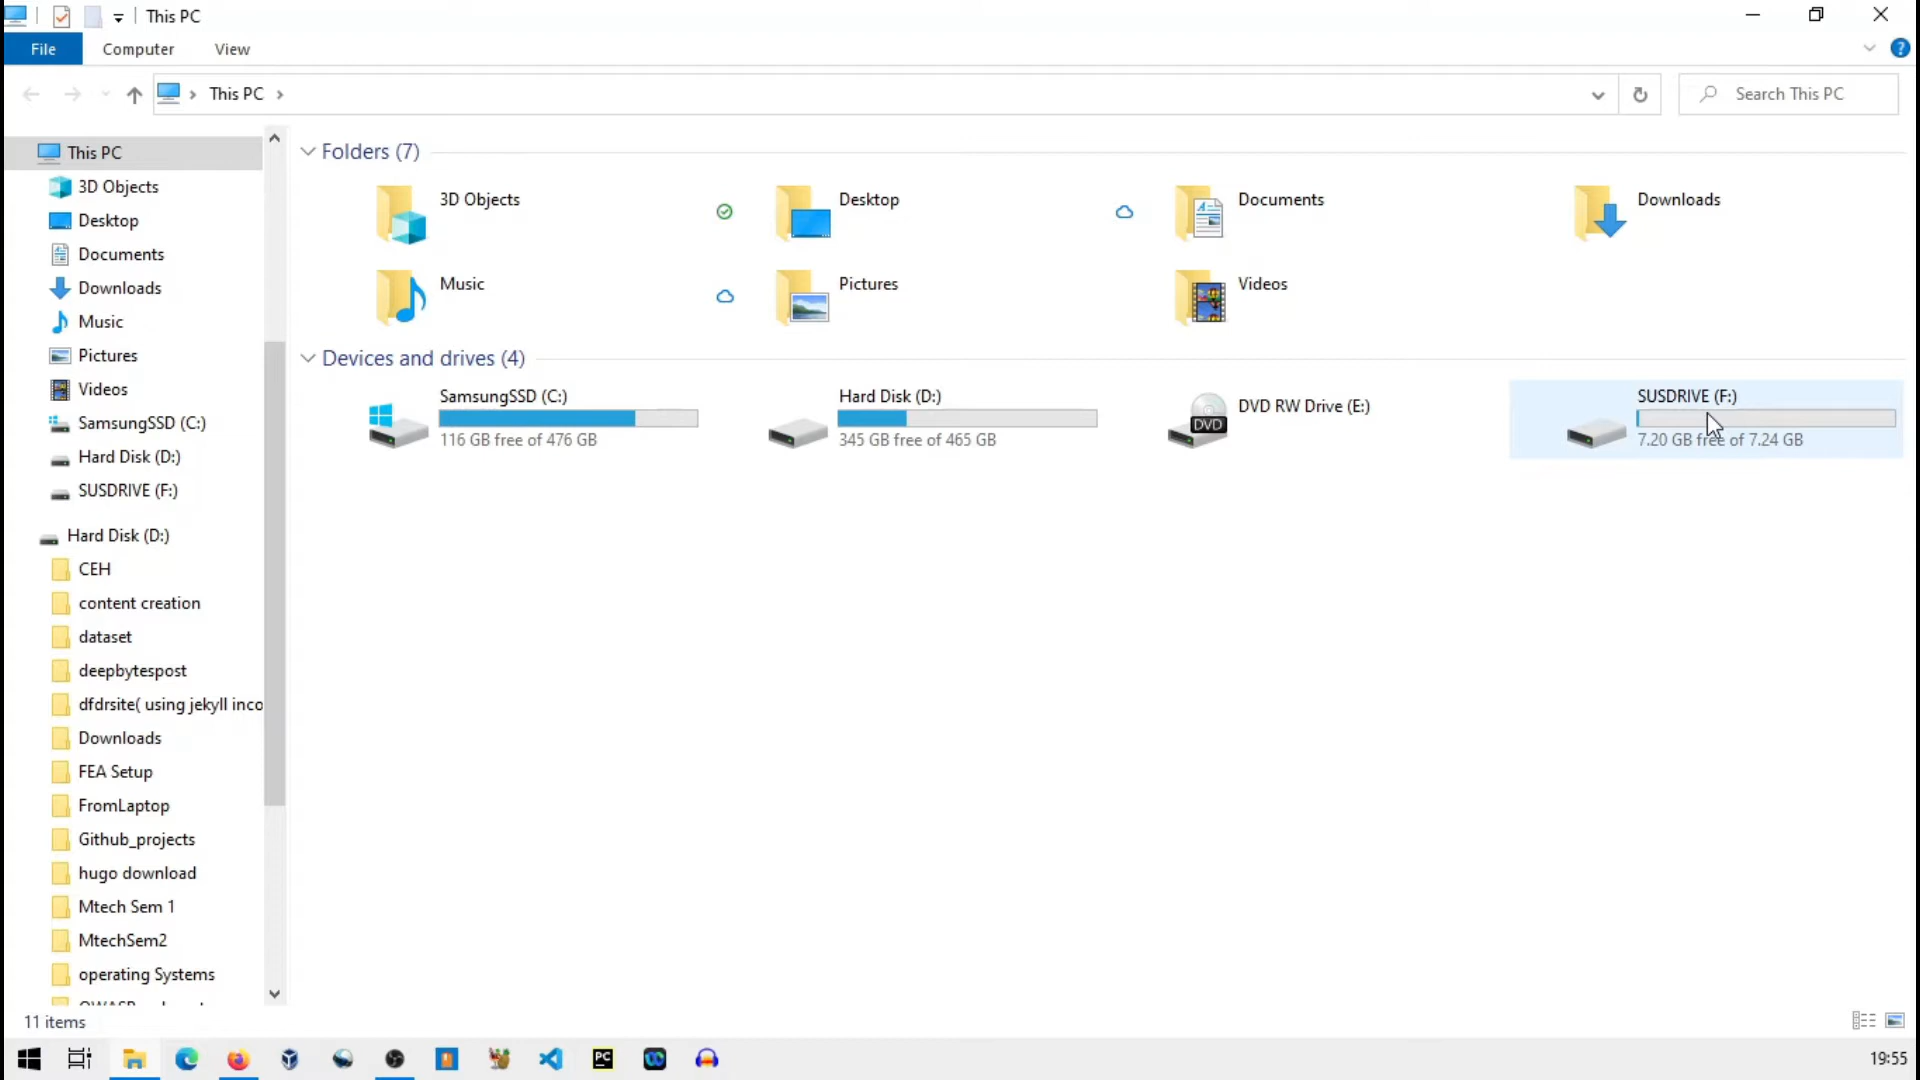 This PC
File
Computer
View
This PC
Search This PC
This PC
3D Objects
Desktop
Documents
Downloads
Music
Pictures
Videos
SamsungSSD (C:)
Hard Disk (D:)
SUSDRIVE (F:)
Hard Disk (D:)
CEH
content creation
dataset
deepbytespost
dfdrsite( using jekyll inco
Downloads
FEA Setup
FromLaptop
Github_projects
hugo download
Mtech Sem 1
MtechSem2
operating Systems
Folders (7)
3D Objects
Desktop
Documents
Downloads
Music
Pictures
Videos
Devices and drives (4)
SamsungSSD (C:)
116 GB free of 476 GB
Hard Disk (D:)
345 GB free of 465 GB
DVD
DVD RW Drive (E:)
SUSDRIVE (F:)
7.20 GB free of 7.24 GB
11 items
PC
19:55